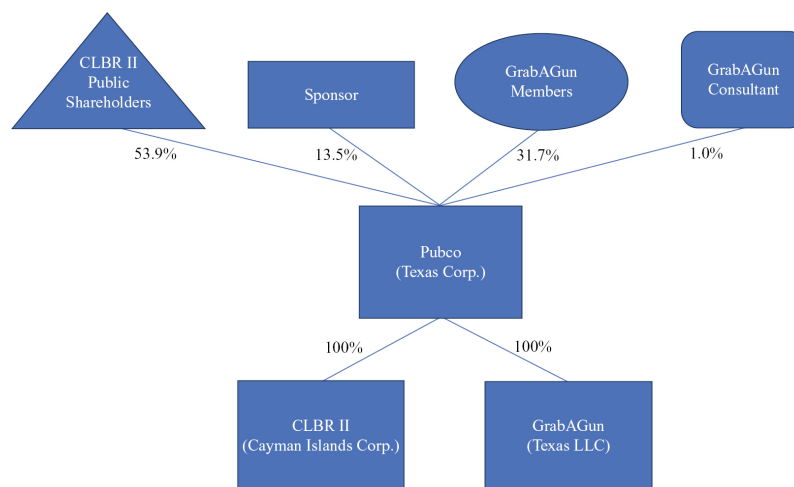 CLBR II
Public
Shareholders
Sponsor
GrabAGun
Members
GrabAGun
Consultant
53.9%
13.5%
31.7%
1.0%
Pubco
(Texas Corp.)
100%
100%
CLBR II
(Cayman Islands Corp.)
GrabAGun
(Texas LLC)